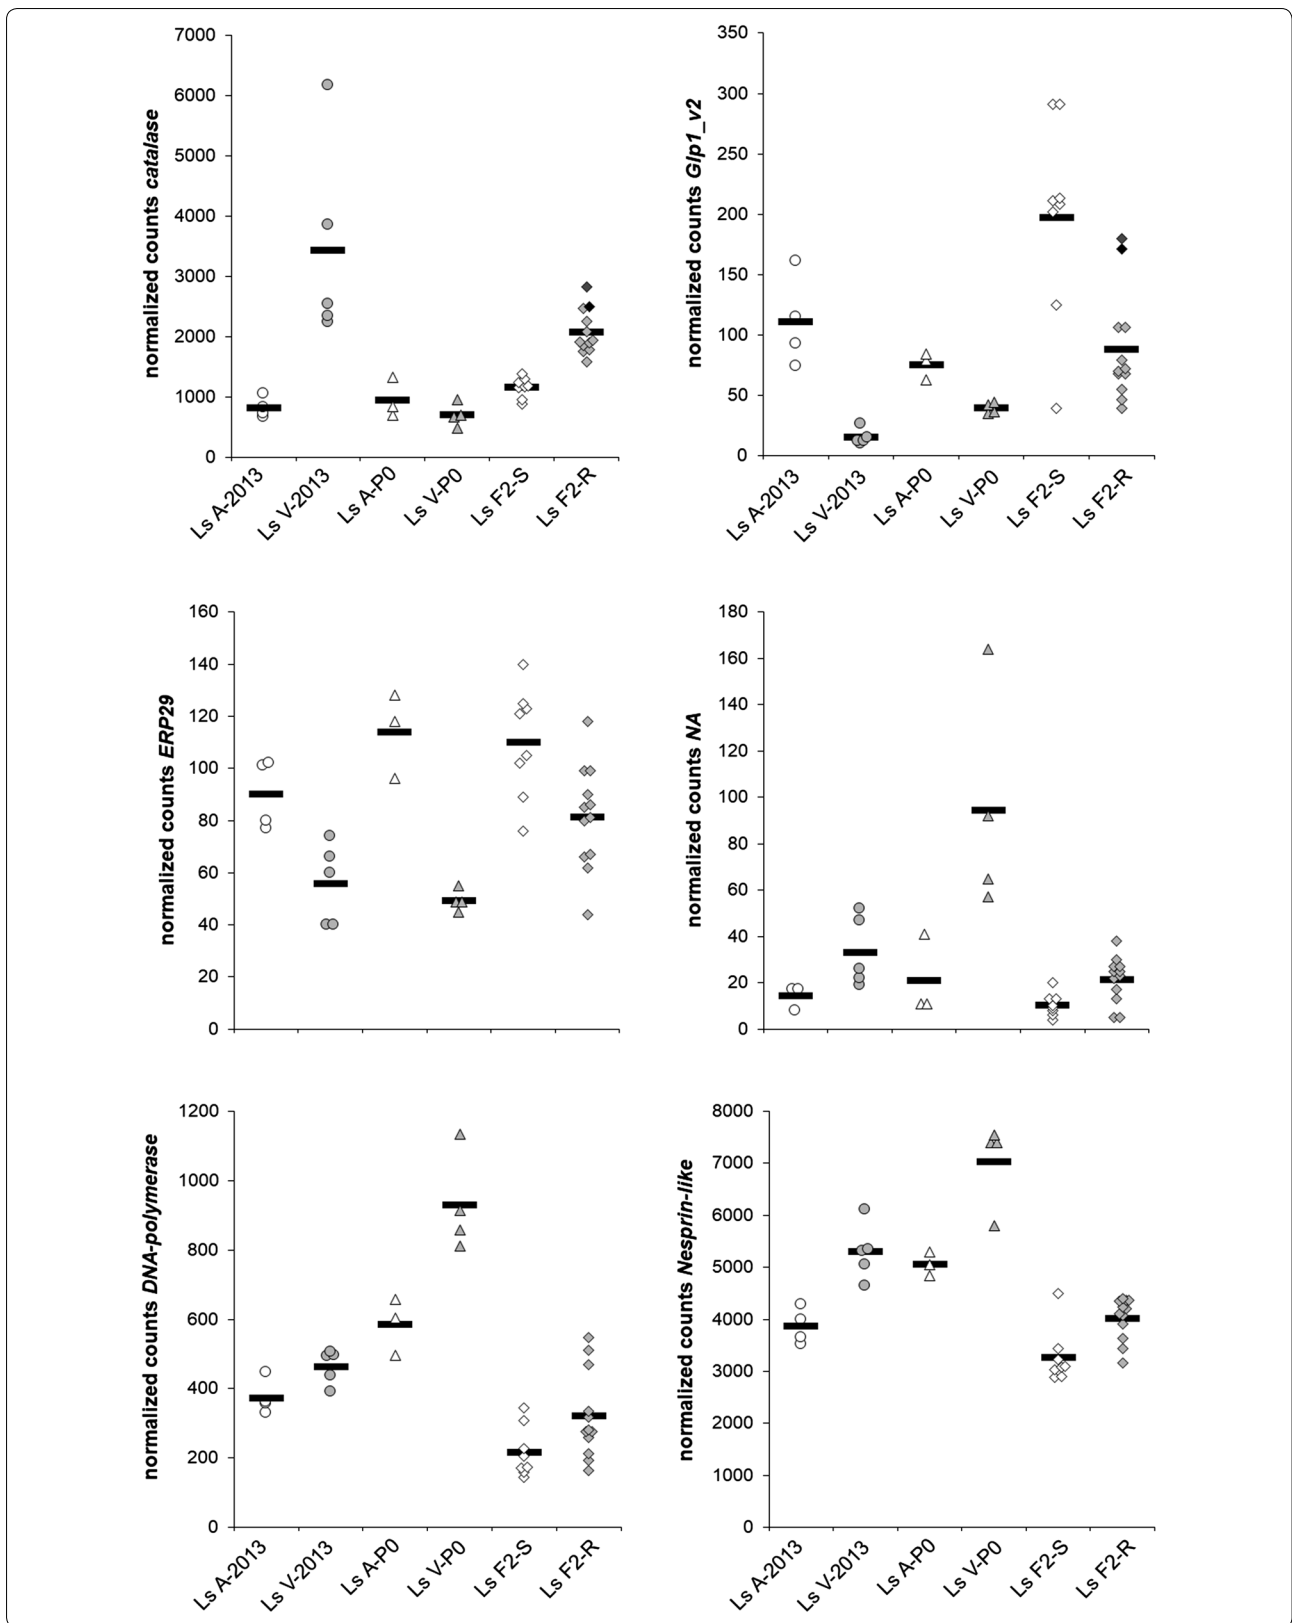 normalized counts catalase
7000
6000
5000
4000
3000
2000
1000
0
Ls A-2013
Ls V-2013
Ls A-P0
Ls V-P0
Ls F2-S
Ls F2-R
normalized counts Glp1_v2
350
300
250
200
150
100
50
0
Ls A-2013
Ls V-2013
Ls A-P0
Ls V-P0
Ls F2-S
Ls F2-R
normalized counts ERP29
160
140
120
100
80
60
40
20
0
normalized counts NA
180
160
140
120
100
80
60
40
20
0
normalized counts DNA-polymerase
1200
1000
800
600
400
200
0
Ls A-2013
Ls V-2013
Ls A-P0
Ls V-P0
Ls F2-S
Ls F2-R
normalized counts Nesprin-like
8000
7000
6000
5000
4000
3000
2000
1000
0
Ls A-2013
Ls V-2013
Ls A-P0
Ls V-P0
Ls F2-S
Ls F2-R